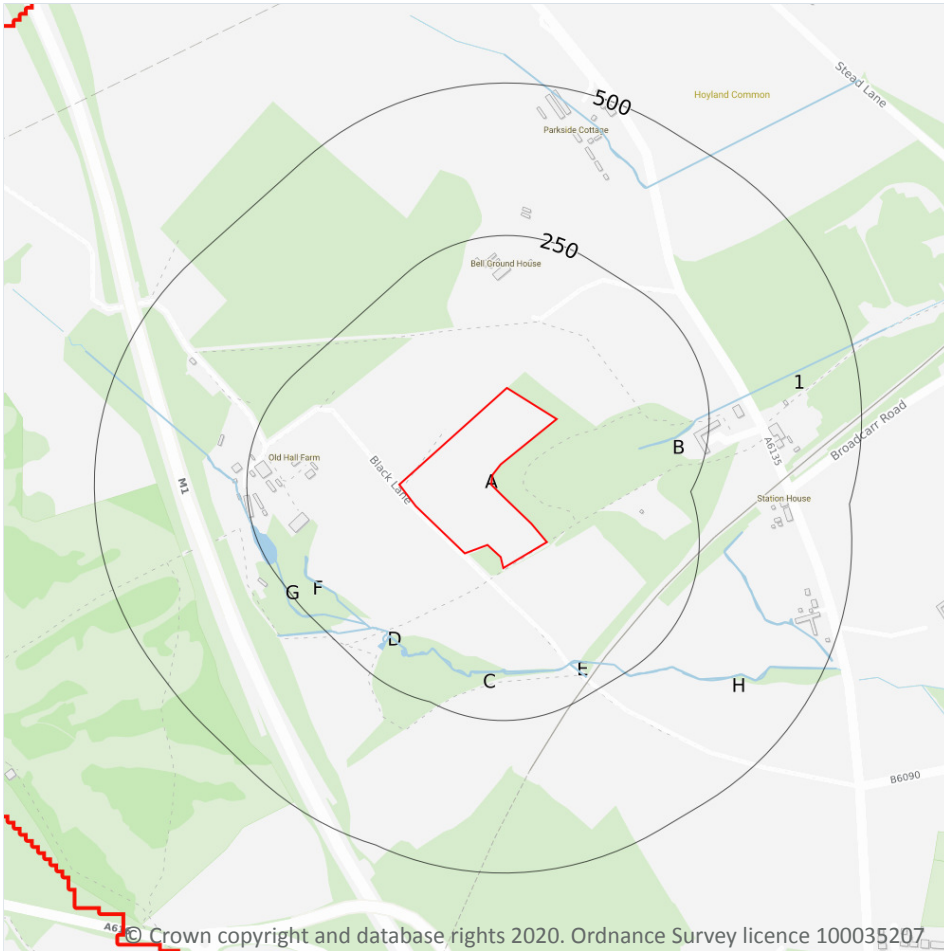 Stead Lane
Hoyland Common
500
Parkside Cottage
250
Bell Ground House
1
Broadcarr Road
B
A6135
Old Hall Farm
Black Lane
A
M1
Station House
F
G
D
E
C
H
B6090
© Crown copyright and database rights 2020. Ordnance Survey licence 100035207